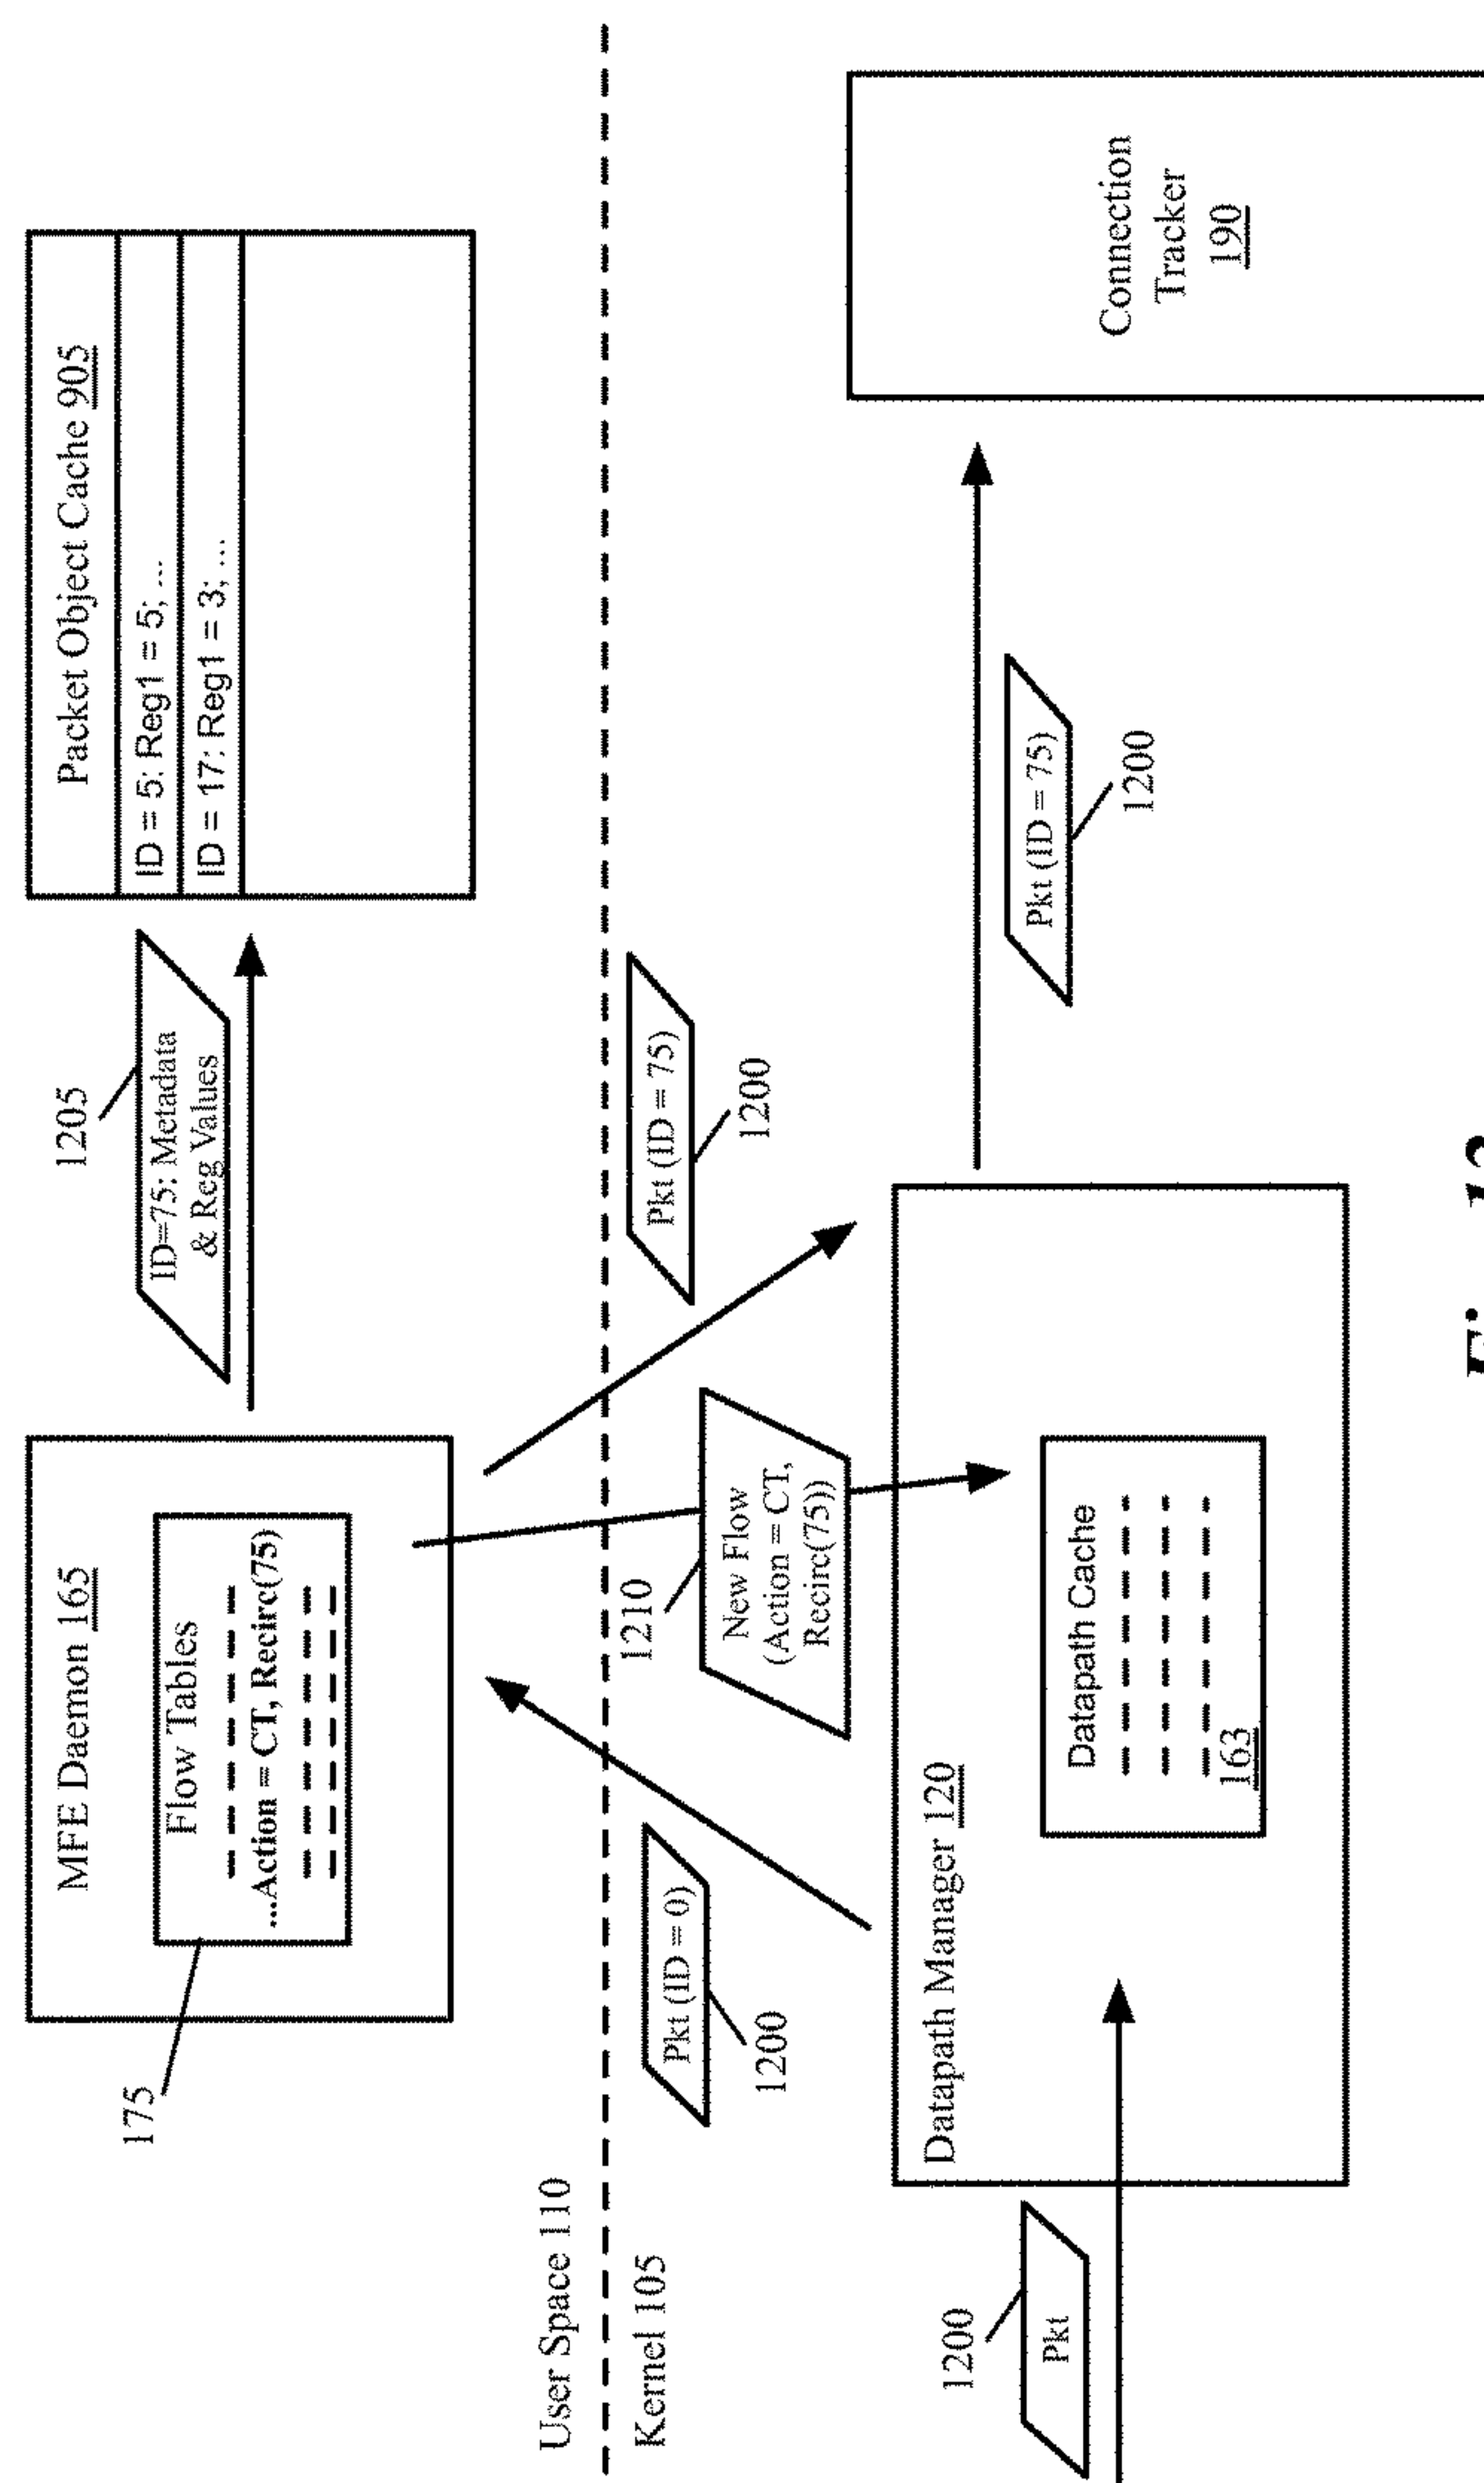 MFE Daemon 165
Flow Tables
...Action = CT, Recirc(75)
175
1205
ID=75: Metadata
& Reg Values
Packet Object Cache 905
ID = 5: Reg1 = 5; ...
ID = 17: Reg1 = 3; ...
User Space 110
Kernel 105
Pkt (ID = 0)
1200
1210
New Flow
(Action = CT,
Recirc(75))
Pkt (ID = 75)
1200
1200
Pkt
Datapath Manager 120
Datapath Cache
163
Pkt (ID = 75)
1200
Connection
Tracker
190